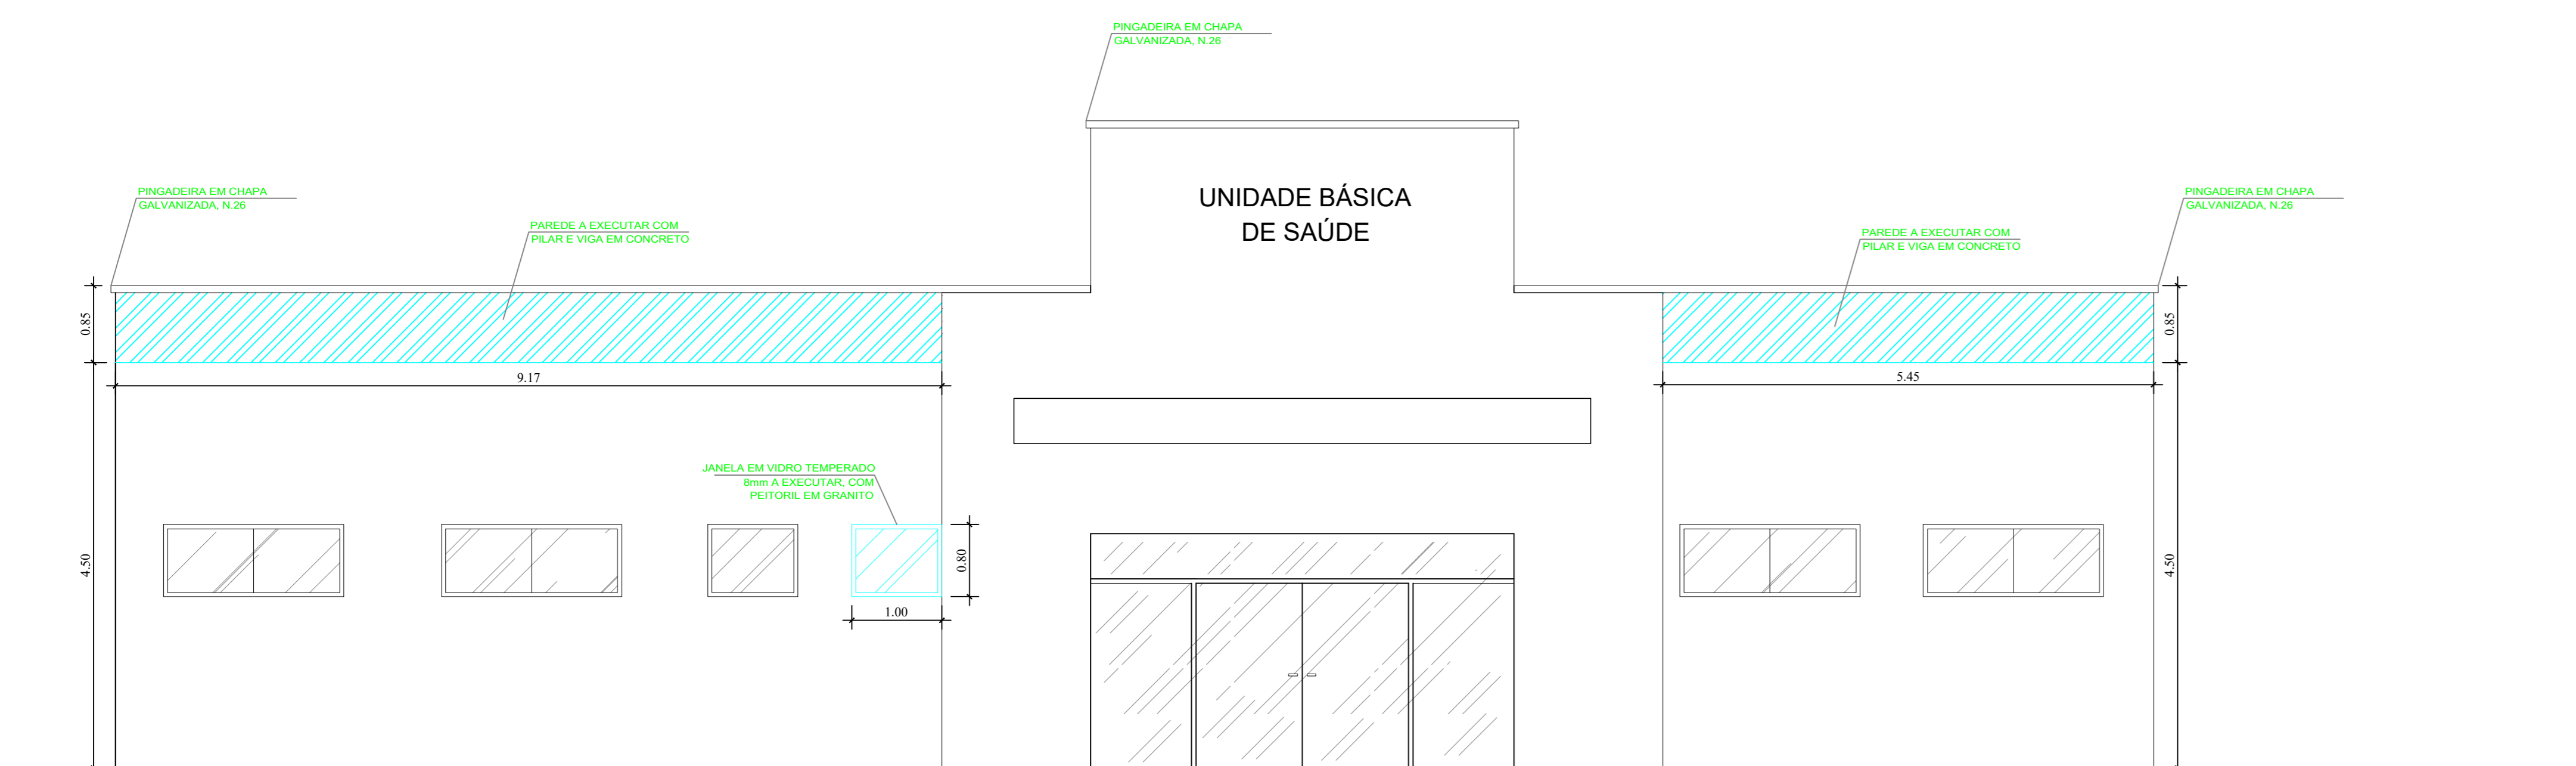 PINGADEIRA EM CHAPA
GALVANIZADA, N.26
PINGADEIRA EM CHAPA
GALVANIZADA, N.26
PAREDE A EXECUTAR COM
PILAR E VIGA EM CONCRETO
UNIDADE BÁSICA
DE SAÚDE
PINGADEIRA EM CHAPA
GALVANIZADA, N.26
PAREDE A EXECUTAR COM
PILAR E VIGA EM CONCRETO
0.85
0.85
9.17
5.45
JANELA EM VIDRO TEMPERADO
8mm A EXECUTAR, COM
PEITORIL EM GRANITO
4.50
0.80
4.50
1.00